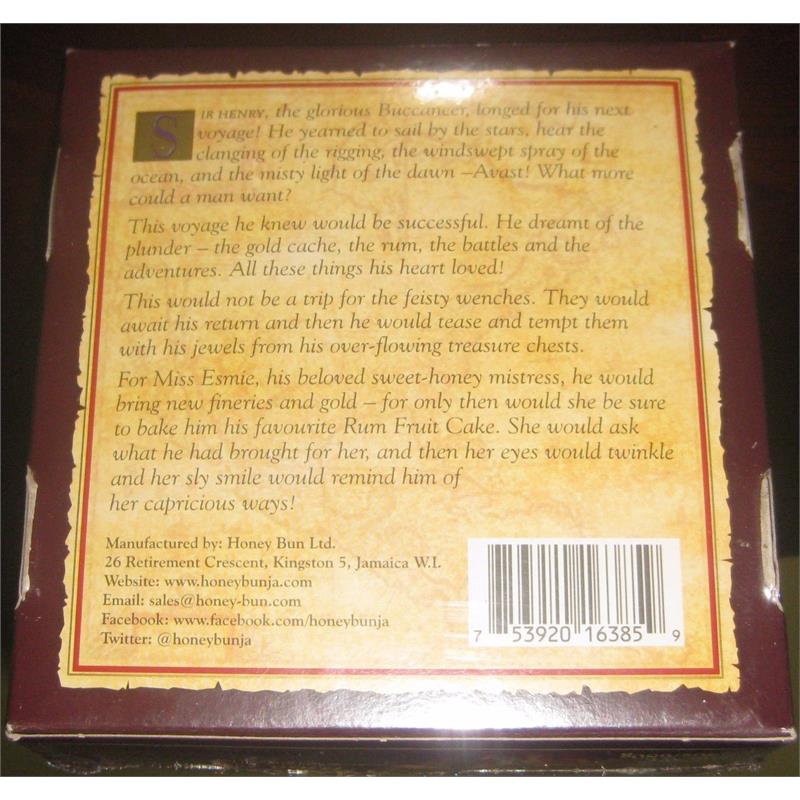 SIR HENRY, the glorious Buccaneer, longed for his next
voyage! He yearned to sail by the stars, hear the
clanging of the rigging, the windswept spray of the
ocean, and the misty light of the dawn –Avast! What more
could a man want?
This voyage he knew would be successful. He dreamt of the
plunder – the gold cache, the rum, the battles and the
adventures. All these things his heart loved!
This would not be a trip for the feisty wenches. They would
await his return and then he would tease and tempt them
with his jewels from his over-flowing treasure chests.
For Miss Esmie, his beloved sweet-honey mistress, he would
bring new fineries and gold – for only then would she be sure
to bake him his favourite Rum Fruit Cake. She would ask
what he had brought for her, and then her eyes would twinkle
and her sly smile would remind him of
her capricious ways!
Manufactured by: Honey Bun Ltd.
26 Retirement Crescent, Kingston 5, Jamaica W.I.
Website: www.honeybunja.com
Email: sales@honey-bun.com
Facebook: www.facebook.com/honeybunja
Twitter: @honeybunja
7 53920 16385 9